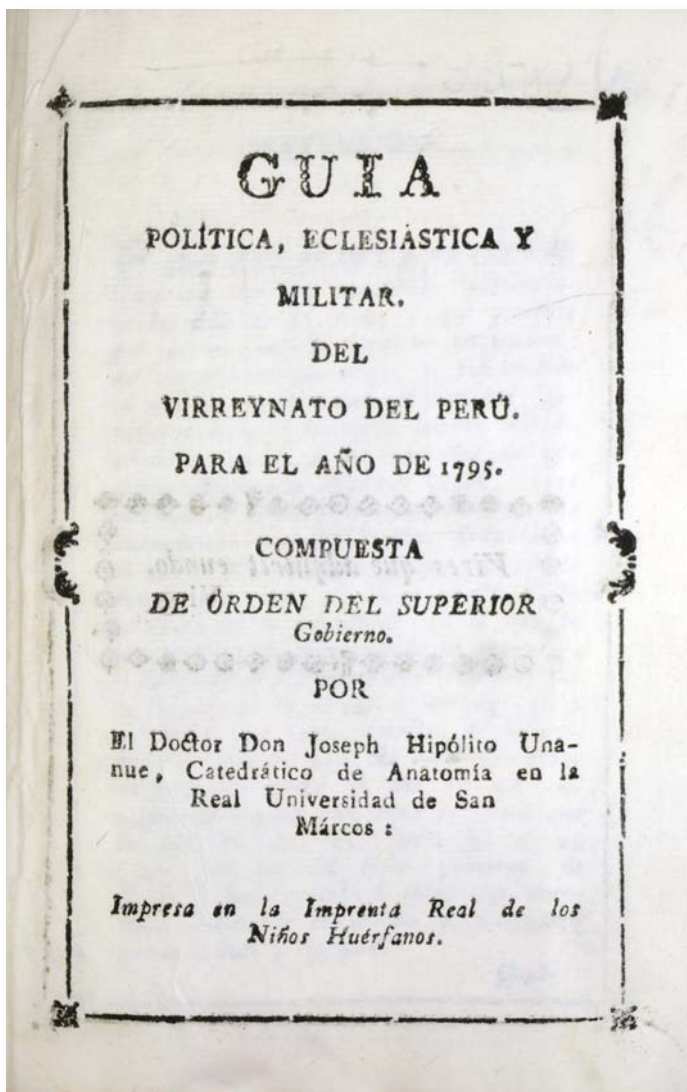 GUIA
POLÍTICA, ECLESIÁSTICA Y
MILITAR.
DEL
VIRREYNATO DEL PERÚ.
PARA EL AÑO DE 1795.
COMPUESTA
DE ÓRDEN DEL SUPERIOR
Gobierno.
POR
El Doctor Don Joseph Hipólito Una-
nue, Catedrático de Anatomía en la
Real Universidad de San
Márcos :
Impresa en la Imprenta Real de los
Niños Huérfanos.